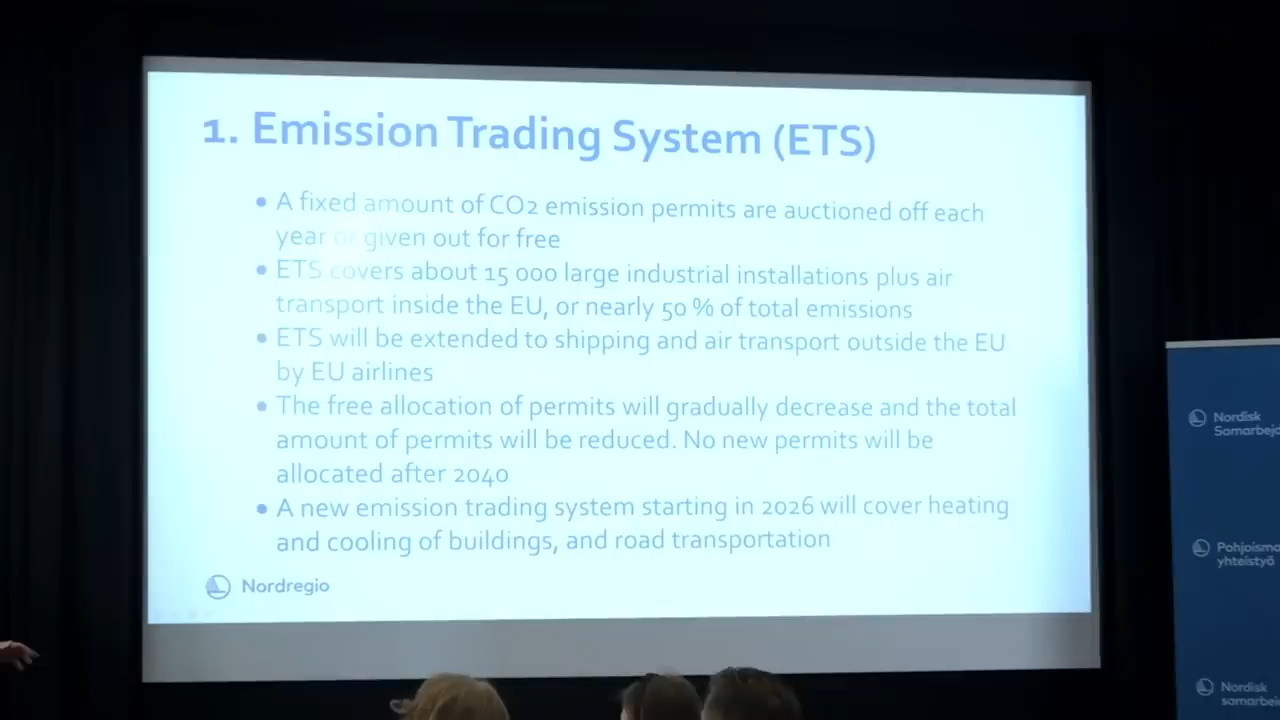 1. Emission Trading System (ETS)
• A fixed amount of CO2 emission permits are auctioned off each
year or given out for free
• ETS covers about 15 000 large industrial installations plus air
transport inside the EU, or nearly 50 % of total emissions
• ETS will be extended to shipping and air transport outside the EU
by EU airlines
• The free allocation of permits will gradually decrease and the total
amount of permits will be reduced. No new permits will be
allocated after 2040
• A new emission trading system starting in 2026 will cover heating
and cooling of buildings, and road transportation
Nordregio
Nordisk
Samarbejd
Pohjoisma
yhteistyö
Nordisk
samarbei